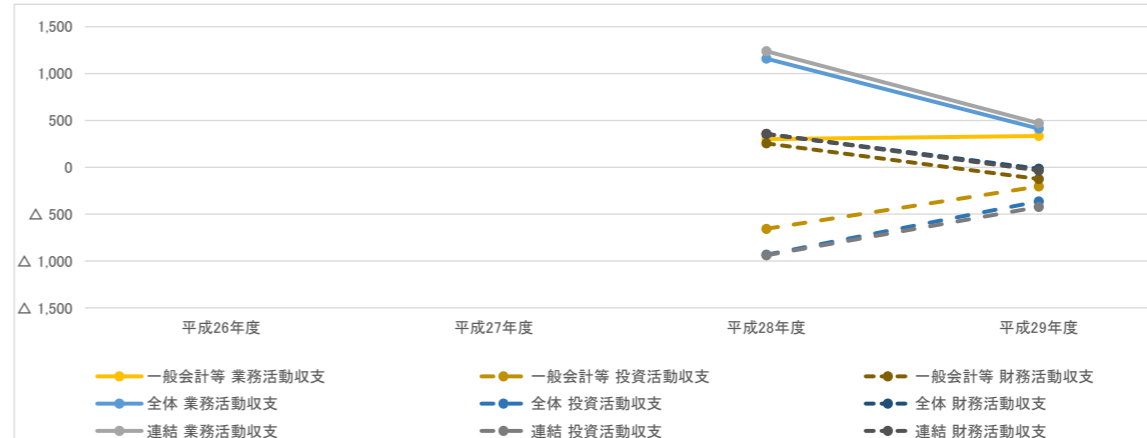 1,500
1,000
500
0
△ 500
△ 1,000
△ 1,500
平成26年度 平成27年度 平成28年度 平成29年度
一般会計等 業務活動収支 一般会計等 投資活動収支 一般会計等 財務活動収支
全体 業務活動収支 全体 投資活動収支 全体 財務活動収支
連結 業務活動収支 連結 投資活動収支 連結 財務活動収支